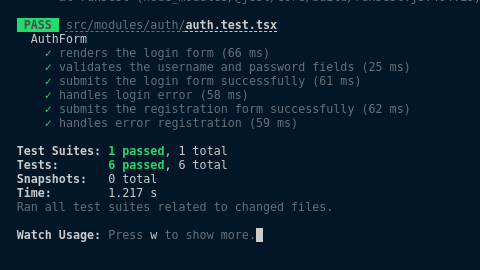 PASS src/modules/auth/auth.test.tsx
AuthForm
✓ renders the login form (66 ms)
✓ validates the username and password fields (25 ms)
✓ submits the login form successfully (61 ms)
✓ handles login error (58 ms)
✓ submits the registration form successfully (62 ms)
✓ handles error registration (59 ms)
Test Suites: 1 passed, 1 total
Tests: 6 passed, 6 total
Snapshots: 0 total
Time: 1.217 s
Ran all test suites related to changed files.
Watch Usage: Press w to show more.